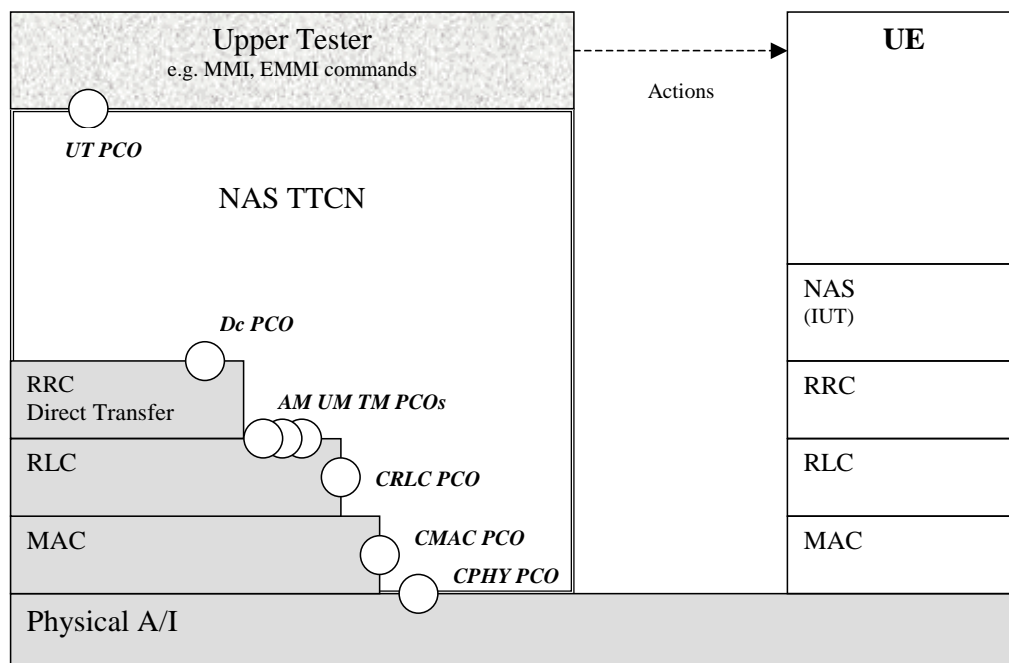 Upper Tester
e.g. MMI, EMMI commands
UE
Actions
UT PCO
NAS TTCN
NAS
(IUT)
Dc PCO
RRC
Direct Transfer
AM UM TM PCOs
RRC
RLC
CRLC PCO
RLC
MAC
CMAC PCO
MAC
CPHY PCO
Physical A/I